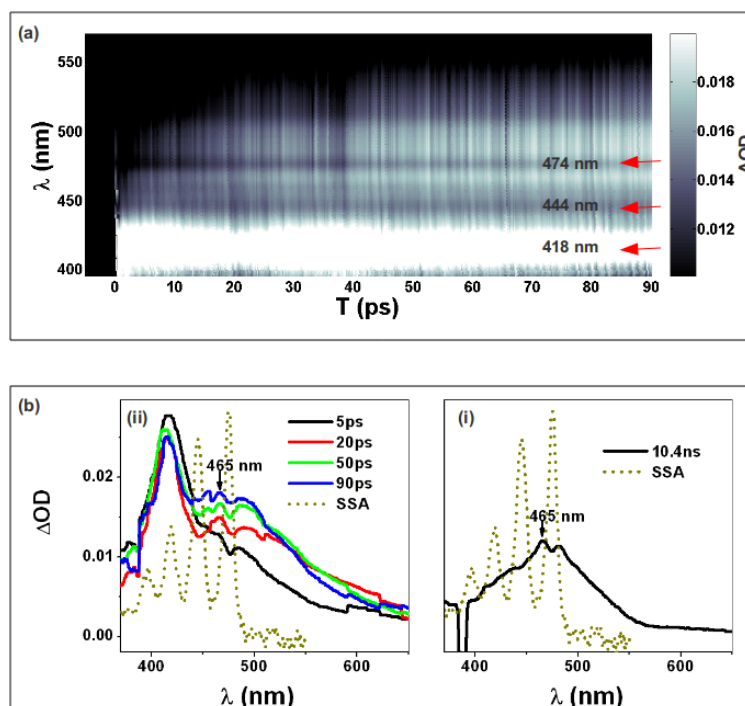 (a)
550
500
450
400
λ (nm)
474 nm
444 nm
418 nm
0 10 20 30 40 50 60 70 80 90
T (ps)
0.018
0.016
0.014
0.012
ΔOD
(b)
(ii)
465 nm
5ps
20ps
50ps
90ps
SSA
0.02
0.01
0.00
ΔOD
400 500 600
λ (nm)
(i)
10.4ns
SSA
465 nm
400 500 600
λ (nm)